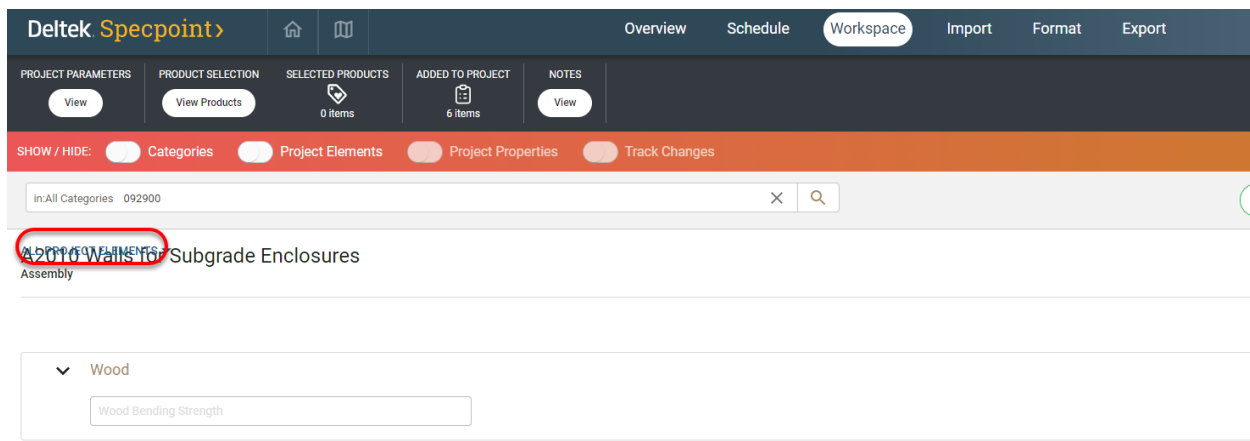 Deltek. Specpoint>
Overview Schedule Workspace Import Format Export
PROJECT PARAMETERS PRODUCT SELECTION SELECTED PRODUCTS ADDED TO PROJECT NOTES
View View Products 0 items 6 items View
SHOW / HIDE: Categories Project Elements Project Properties Track Changes
in:All Categories 092900
ALL PROJECT ELEMENTS
A2010 Walls for Subgrade Enclosures
Assembly
Wood
Wood Bending Strength